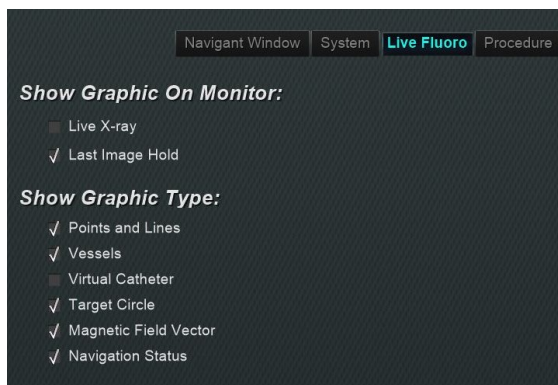 Navigant Window System Live Fluoro Procedure
Show Graphic On Monitor:
Live X-ray
Last Image Hold
Show Graphic Type:
Points and Lines
Vessels
Virtual Catheter
Target Circle
Magnetic Field Vector
Navigation Status